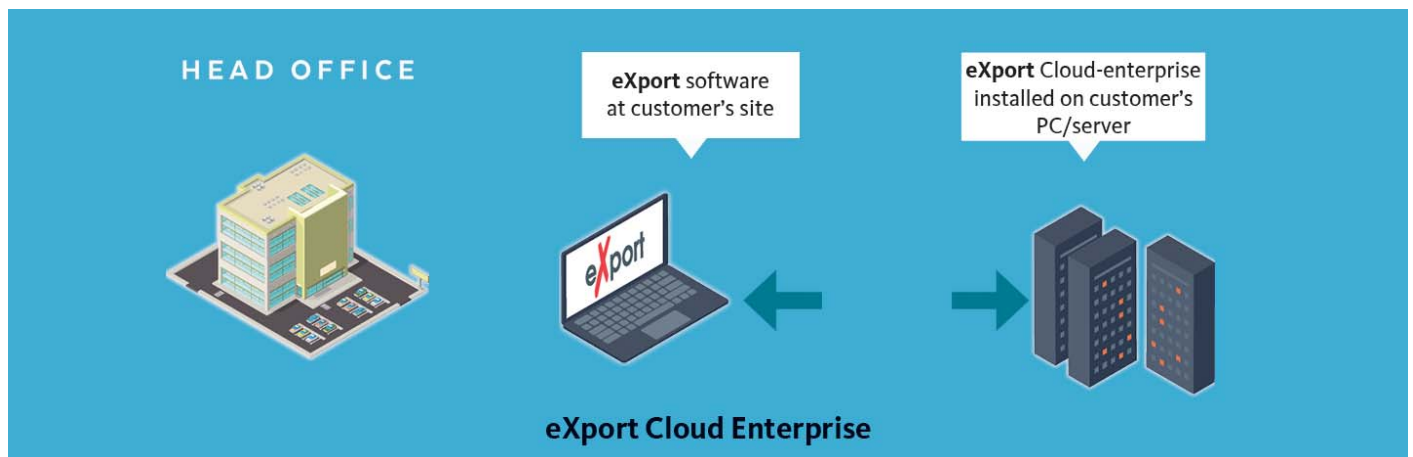 HEAD OFFICE
eXport software
at customer's site
eXport Cloud-enterprise
installed on customer's
PC/server
eXport
eXport Cloud Enterprise